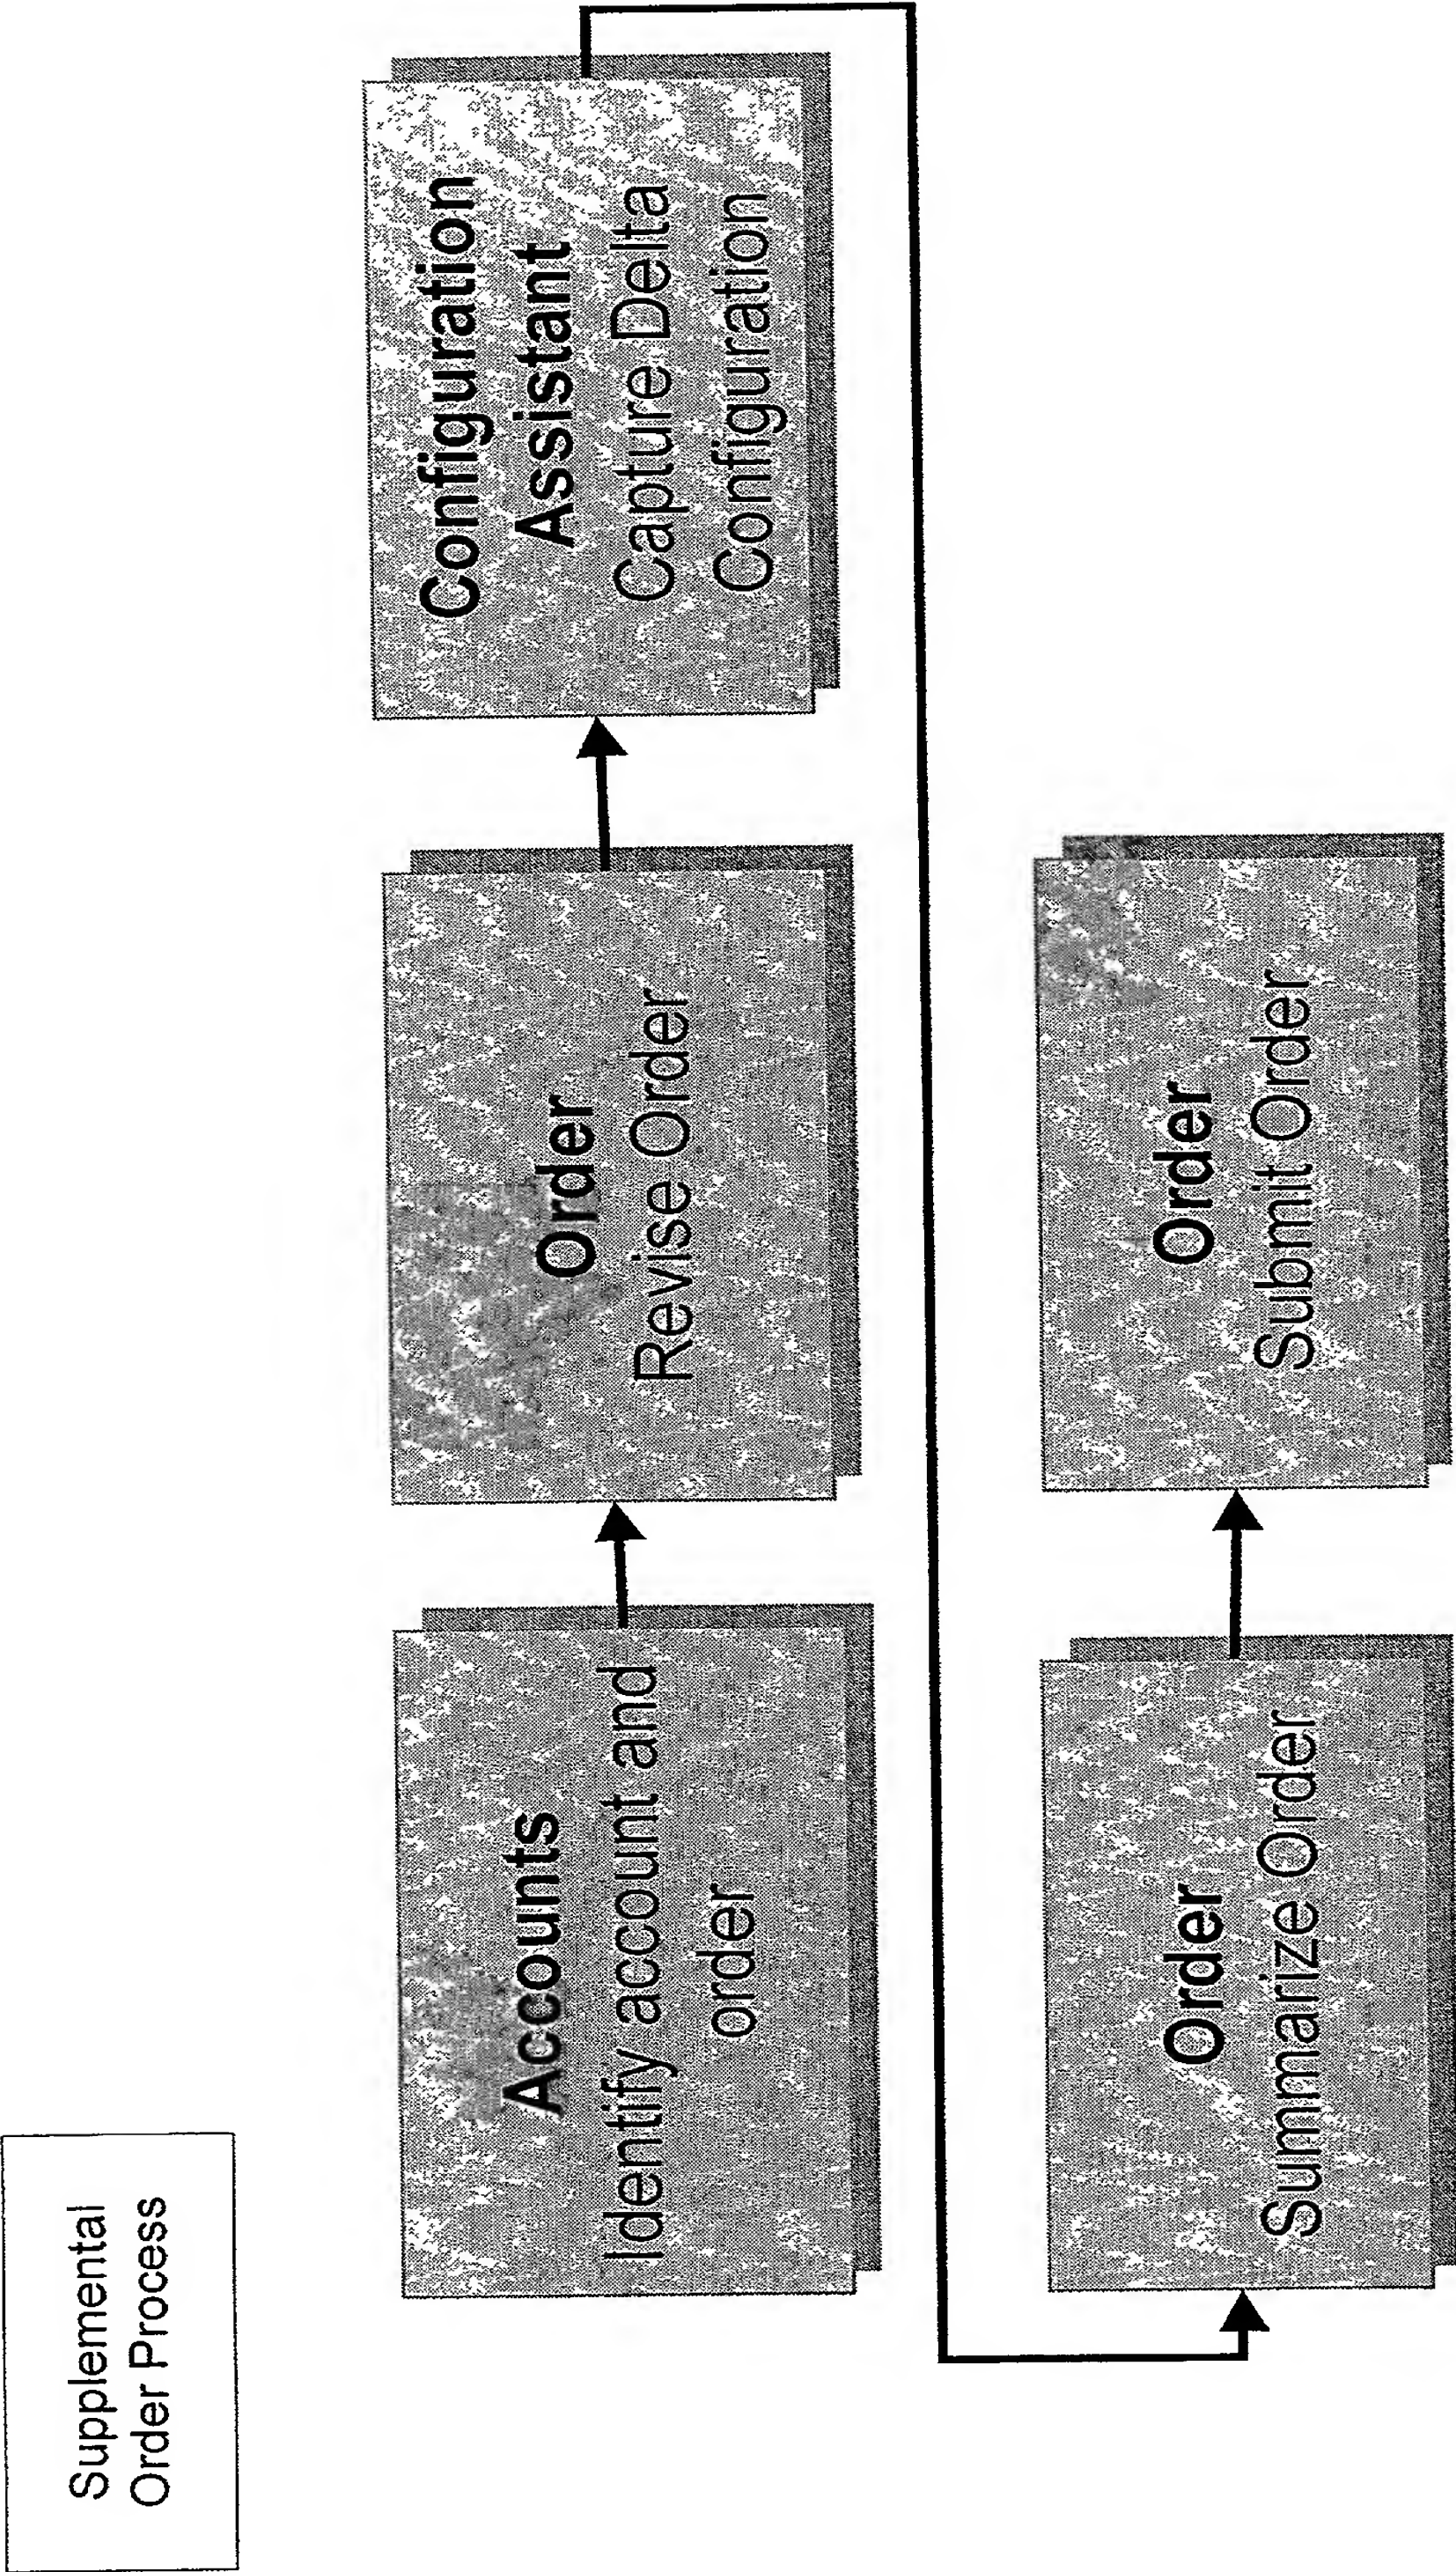 Supplemental
Order Process
Accounts
Identify account and
order
Order
Revise Order
Configuration
Assistant
Capture Delta
Configuration
Order
Summarize Order
Order
Submit Order